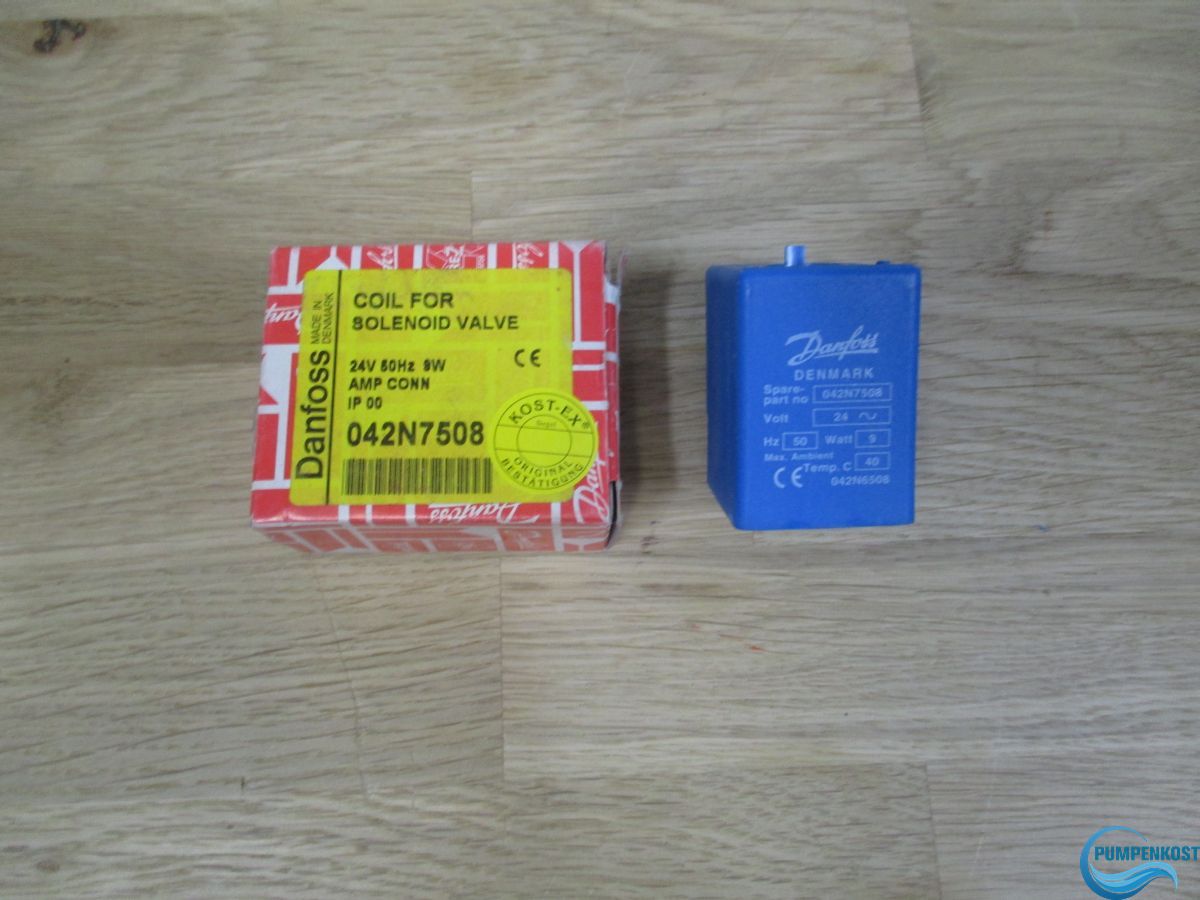 Danfoss
MADE IN
DENMARK
COIL FOR
SOLENOID VALVE
24V 50Hz 9W
AMP CONN
IP 00
CE
042N7508
KOST-EX®
Siegel
ORIGINAL
BESTÄTIGUNG
Danfoss
Danfoss
DENMARK
Spare-
part no 042N7508
Volt 24 ~
Hz 50 Watt 9
Max. Ambient
Temp. C 40
CE
042N6508
PUMPENKOST